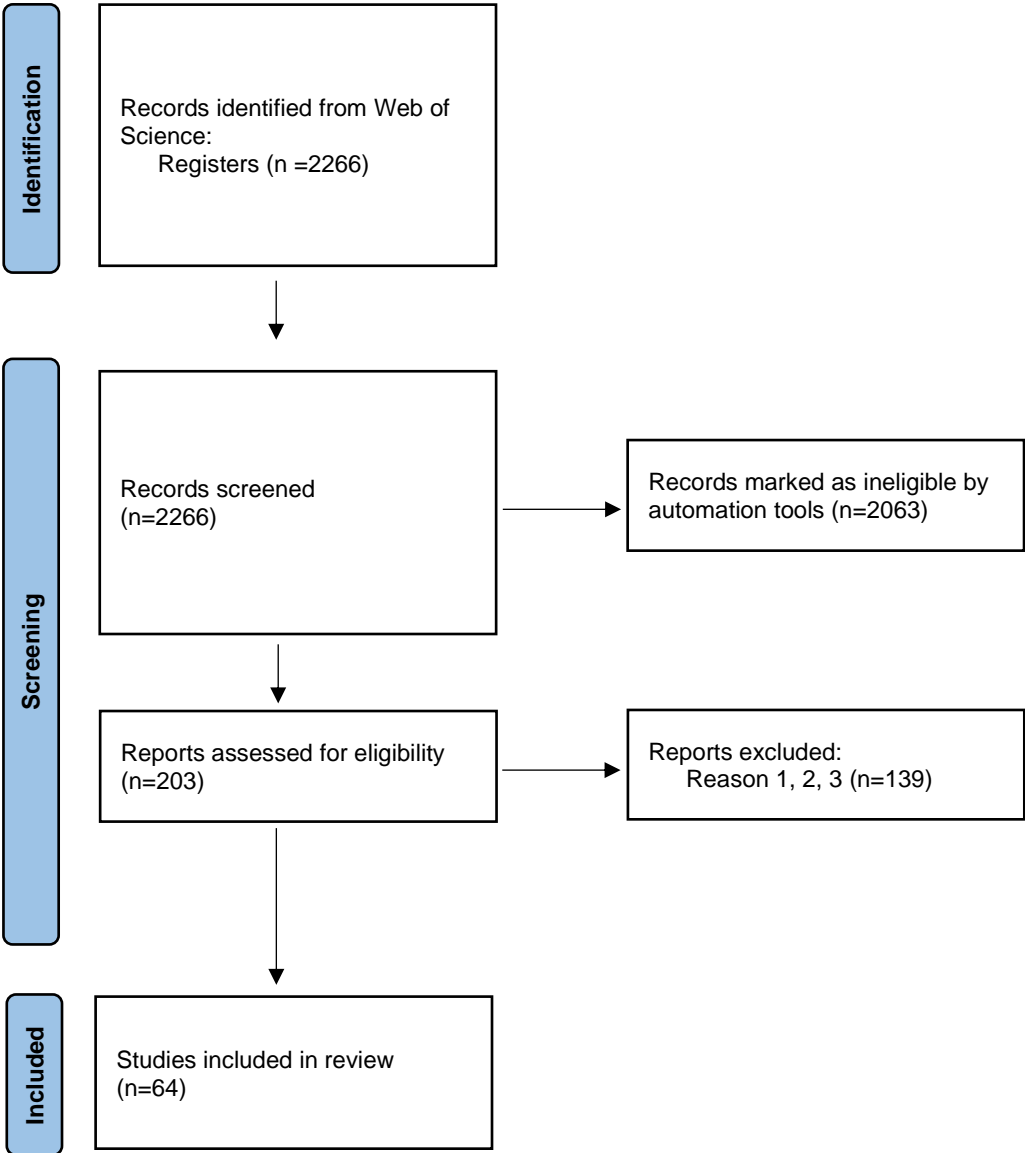 Identification
Records identified from Web of
Science:
Registers (n =2266)
Screening
Records screened
(n=2266)
Records marked as ineligible by
automation tools (n=2063)
Reports assessed for eligibility
(n=203)
Reports excluded:
Reason 1, 2, 3 (n=139)
Included
Studies included in review
(n=64)